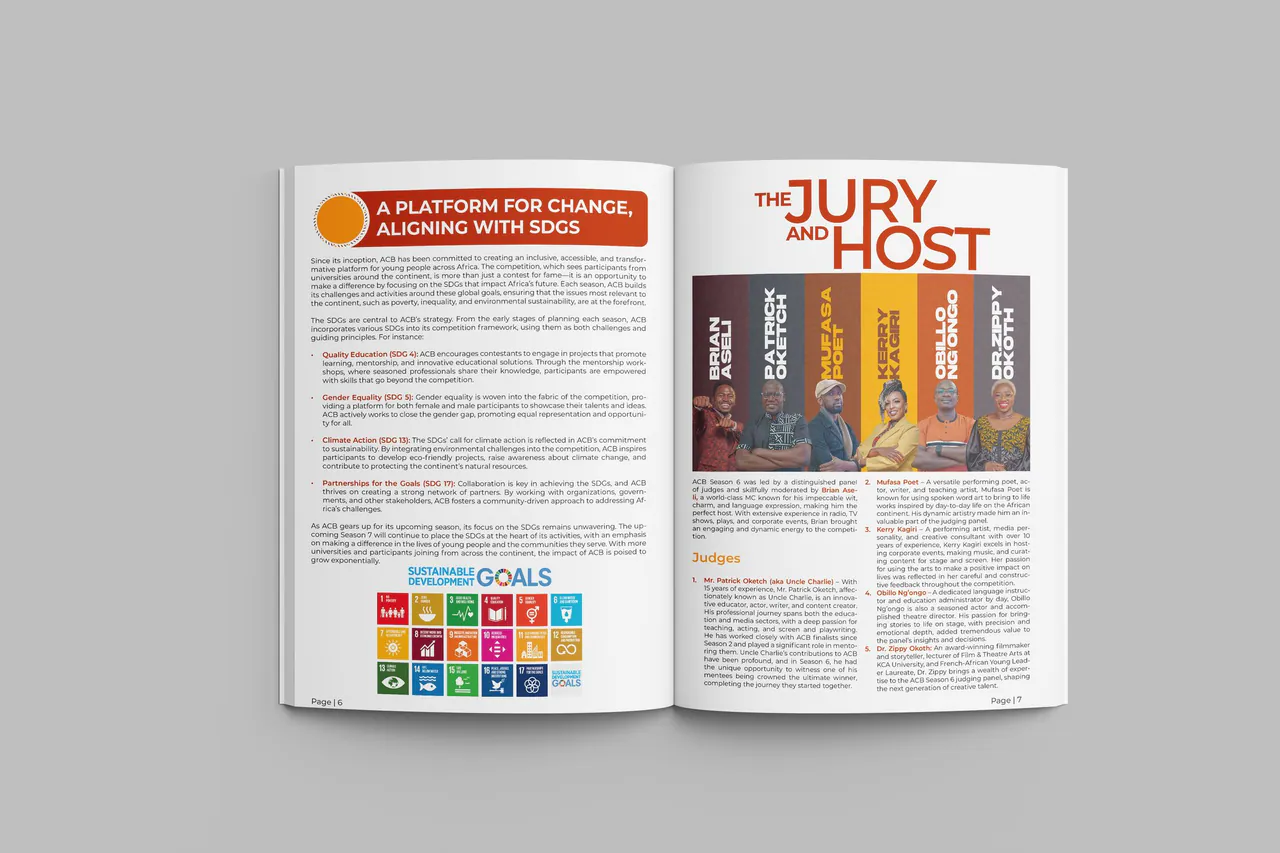 A PLATFORM FOR CHANGE,
ALIGNING WITH SDGS
Since its inception, ACB has been committed to creating an inclusive, accessible, and transfor-
mative platform for young people across Africa. The competition, which sees participants from
universities around the continent, is more than just a contest for fame—it is an opportunity to
make a difference by focusing on the SDGs that impact Africa's future. Each season, ACB builds
its challenges and activities around these global goals, ensuring that the issues most relevant to
the continent, such as poverty, inequality, and environmental sustainability, are at the forefront.
The SDGs are central to ACB's strategy. From the early stages of planning each season, ACB
incorporates various SDGs into its competition framework, using them as both challenges and
guiding principles. For instance:
• Quality Education (SDG 4): ACB encourages contestants to engage in projects that promote
learning, mentorship, and innovative educational solutions. Through the mentorship work-
shops, where seasoned professionals share their knowledge, participants are empowered
with skills that go beyond the competition.
• Gender Equality (SDG 5): Gender equality is woven into the fabric of the competition, pro-
viding a platform for both female and male participants to showcase their talents and ideas.
ACB actively works to close the gender gap, promoting equal representation and opportuni-
ty for all.
• Climate Action (SDG 13): The SDGs' call for climate action is reflected in ACB's commitment
to sustainability. By integrating environmental challenges into the competition, ACB inspires
participants to develop eco-friendly projects, raise awareness about climate change, and
contribute to protecting the continent's natural resources.
• Partnerships for the Goals (SDG 17): Collaboration is key in achieving the SDGs, and ACB
thrives on creating a strong network of partners. By working with organizations, govern-
ments, and other stakeholders, ACB fosters a community-driven approach to addressing Af-
rica's challenges.
As ACB gears up for its upcoming season, its focus on the SDGs remains unwavering. The up-
coming Season 7 will continue to place the SDGs at the heart of its activities, with an emphasis
on making a difference in the lives of young people and the communities they serve. With more
universities and participants joining from across the continent, the impact of ACB is poised to
grow exponentially.
SUSTAINABLE
DEVELOPMENT GOALS
1 2 3 4 5 6
7 8 9 10 11 12
13 14 15 16 17
SUSTAINABLE
DEVELOPMENT
GOALS
Page | 6
THE JURY
AND HOST
BRIAN
ASELI
PATRICK
OKETCH
MUFASA
POET
KERRY
KAGIRI
OBILLO
NG'ONGO
DR.ZIPPY
OKOTH
ACB Season 6 was led by a distinguished panel
of judges and skillfully moderated by Brian Ase-
li, a world-class MC known for his impeccable wit,
charm, and language expression, making him the
perfect host. With extensive experience in radio, TV
shows, plays, and corporate events, Brian brought
an engaging and dynamic energy to the competi-
tion.
Judges
1. Mr. Patrick Oketch (aka Uncle Charlie) – With
15 years of experience, Mr. Patrick Oketch, affec-
tionately known as Uncle Charlie, is an innova-
tive educator, actor, writer, and content creator.
His professional journey spans both the educa-
tion and media sectors, with a deep passion for
teaching, acting, and screen and playwriting.
He has worked closely with ACB finalists since
Season 2 and played a significant role in mento-
ring them. Uncle Charlie's contributions to ACB
have been profound, and in Season 6, he had
the unique opportunity to witness one of his
mentees being crowned the ultimate winner,
completing the journey they started together.
2. Mufasa Poet – A versatile performing poet, ac-
tor, writer, and teaching artist, Mufasa Poet is
known for using spoken word art to bring to life
works inspired by day-to-day life on the African
continent. His dynamic artistry made him an in-
valuable part of the judging panel.
3. Kerry Kagiri – A performing artist, media per-
sonality, and creative consultant with over 10
years of experience, Kerry Kagiri excels in host-
ing corporate events, making music, and curat-
ing content for stage and screen. Her passion
for using the arts to make a positive impact on
lives was reflected in her careful and construc-
tive feedback throughout the competition.
4. Obillo Ng'ongo – A dedicated language instruc-
tor and education administrator by day, Obillo
Ng'ongo is also a seasoned actor and accom-
plished theatre director. His passion for bring-
ing stories to life on stage, with precision and
emotional depth, added tremendous value to
the panel's insights and decisions.
5. Dr. Zippy Okoth: An award-winning filmmaker
and storyteller, lecturer of Film & Theatre Arts at
KCA University, and French-African Young Lead-
er Laureate, Dr. Zippy brings a wealth of exper-
tise to the ACB Season 6 judging panel, shaping
the next generation of creative talent.
Page | 7